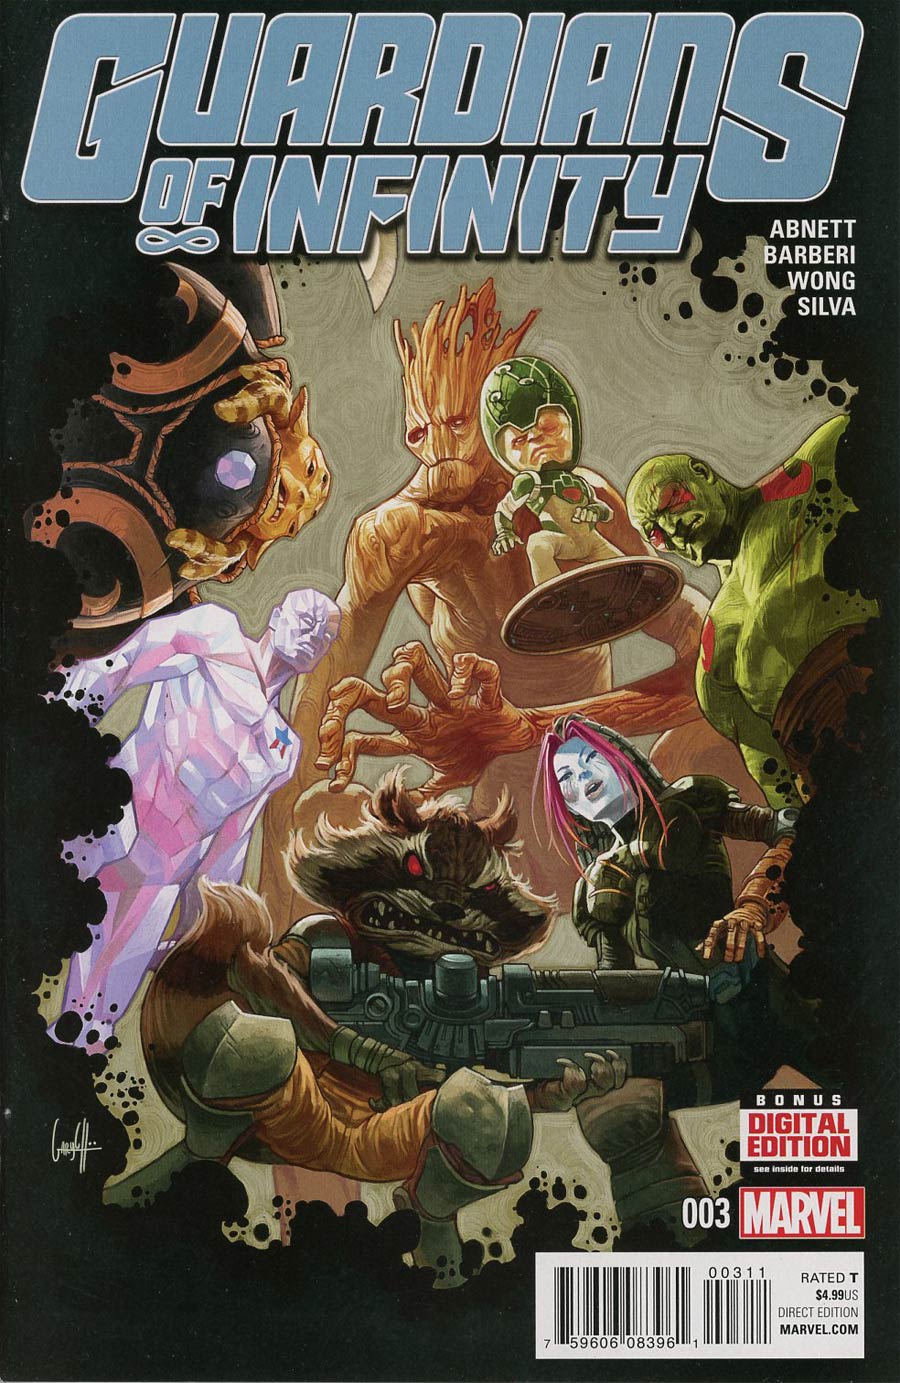 GUARDIANS
OF INFINITY
∞
ABNETT
BARBERI
WONG
SILVA
BONUS
DIGITAL
EDITION
see inside for details
003 MARVEL
00311
RATED T
$4.99US
DIRECT EDITION
MARVEL.COM
7 59606 08396 1